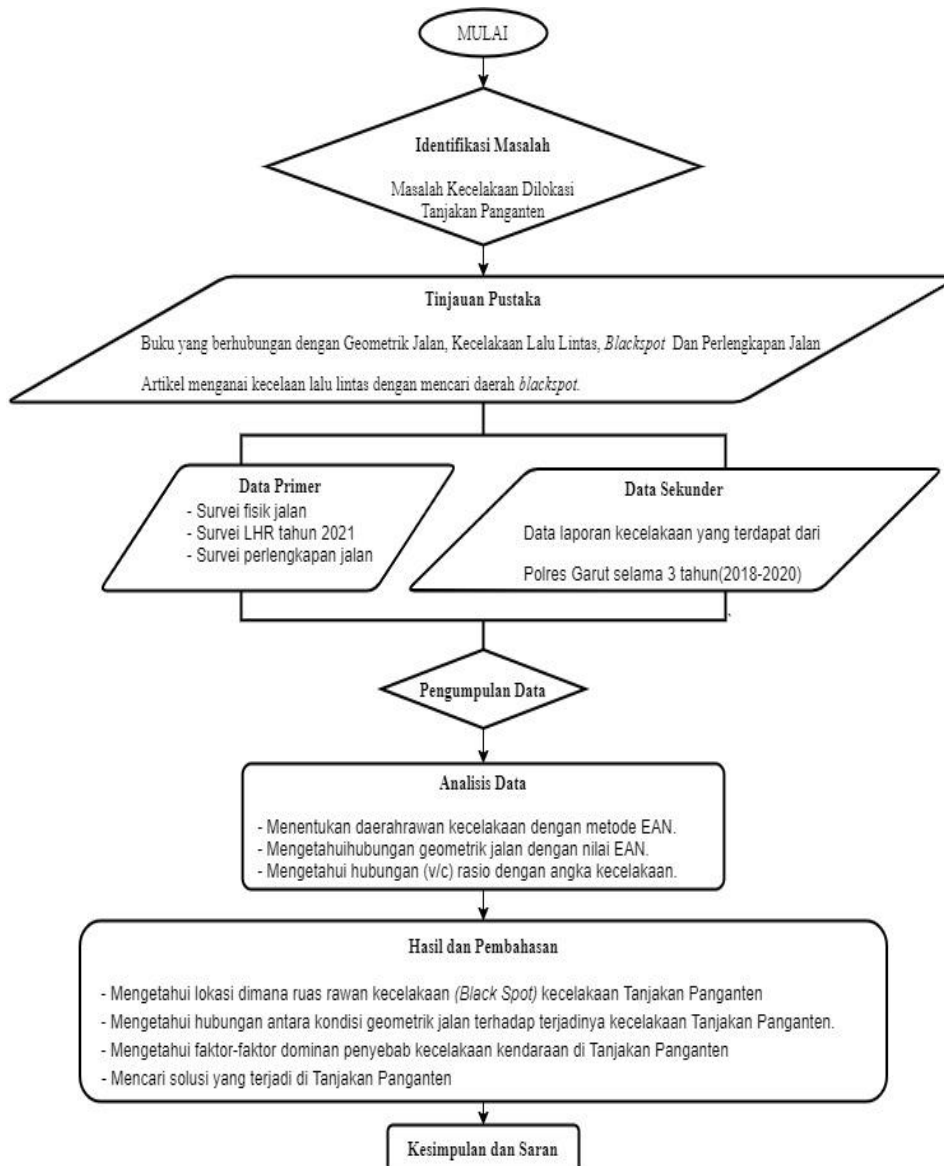 MULAI
Identifikasi Masalah
Masalah Kecelakaan Dilokasi
Tanjakan Panganten
Tinjauan Pustaka
Buku yang berhubungan dengan Geometrik Jalan, Kecelakaan Lalu Lintas, Blackspot Dan Perlengkapan Jalan
Artikel menganai kecelaan lalu lintas dengan mencari daerah blackspot.
Data Primer
- Survei fisik jalan
- Survei LHR tahun 2021
- Survei perlengkapan jalan
Data Sekunder
Data laporan kecelakaan yang terdapat dari
Polres Garut selama 3 tahun(2018-2020)
Pengumpulan Data
Analisis Data
- Menentukan daerahrawan kecelakaan dengan metode EAN.
- Mengetahuihubungan geometrik jalan dengan nilai EAN.
- Mengetahui hubungan (v/c) rasio dengan angka kecelakaan.
Hasil dan Pembahasan
- Mengetahui lokasi dimana ruas rawan kecelakaan (Black Spot) kecelakaan Tanjakan Panganten
- Mengetahui hubungan antara kondisi geometrik jalan terhadap terjadinya kecelakaan Tanjakan Panganten.
- Mengetahui faktor-faktor dominan penyebab kecelakaan kendaraan di Tanjakan Panganten
- Mencari solusi yang terjadi di Tanjakan Panganten
Kesimpulan dan Saran